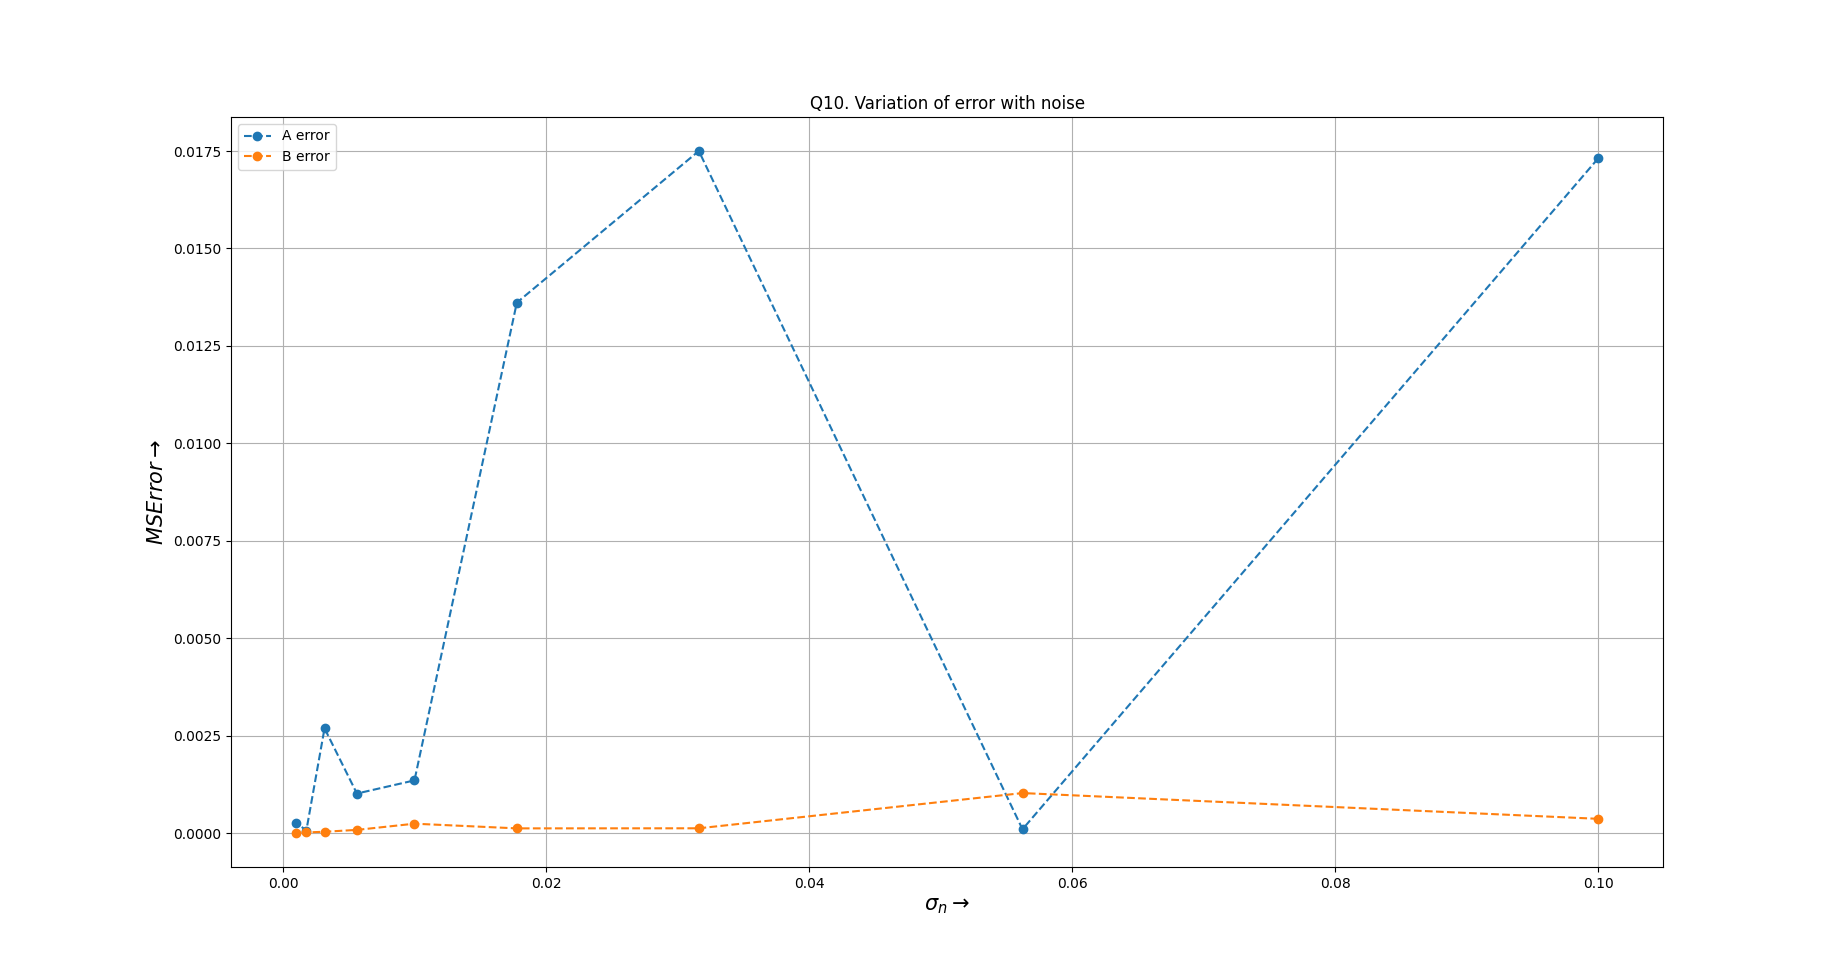 Q10. Variation of error with noise
A error
B error
MSError→
0.0175
0.0150
0.0125
0.0100
0.0075
0.0050
0.0025
0.0000
0.00 0.02 0.04 0.06 0.08 0.10
σₙ→